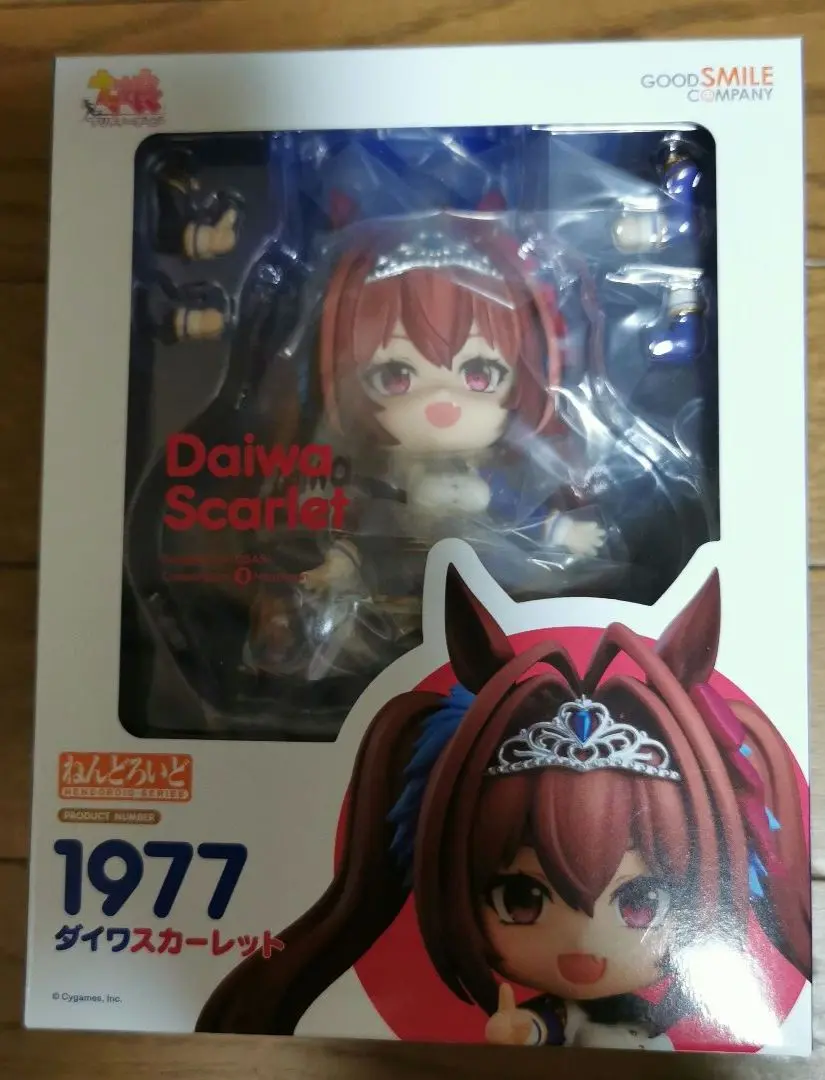 GOOD SMILE
COMPANY
Daiwa
Scarlet
ねんどろいど
NENDOROID SERIES
PRODUCT NUMBER
1977
ダイワスカーレット
© Cygames, Inc.